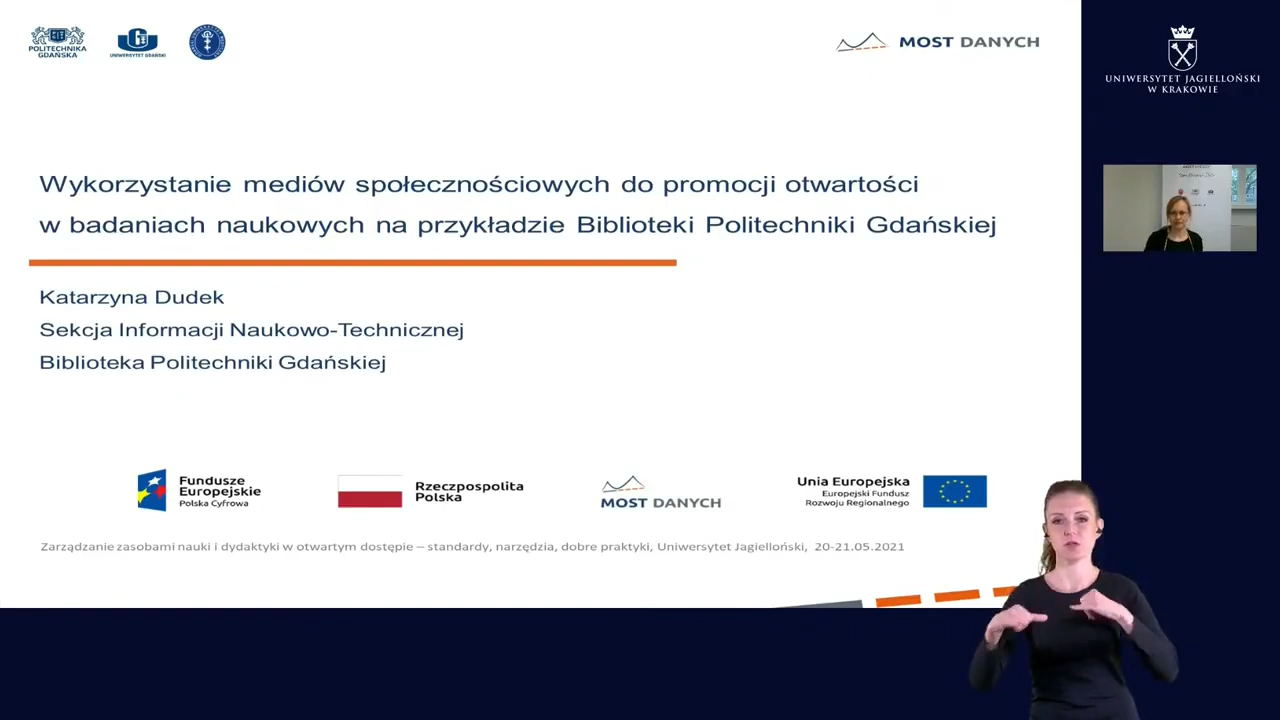 POLITECHNIKA
GDAŃSKA
UNIWERSYTET GDAŃSKI
MOST DANYCH
UNIWERSYTET JAGIELLOŃSKI
W KRAKOWIE
Wykorzystanie mediów społecznościowych do promocji otwartości
w badaniach naukowych na przykładzie Biblioteki Politechniki Gdańskiej
Katarzyna Dudek
Sekcja Informacji Naukowo-Technicznej
Biblioteka Politechniki Gdańskiej
Fundusze
Europejskie
Polska Cyfrowa
Rzeczpospolita
Polska
MOST DANYCH
Unia Europejska
Europejski Fundusz
Rozwoju Regionalnego
Zarządzanie zasobami nauki i dydaktyki w otwartym dostępie – standardy, narzędzia, dobre praktyki, Uniwersytet Jagielloński, 20-21.05.2021